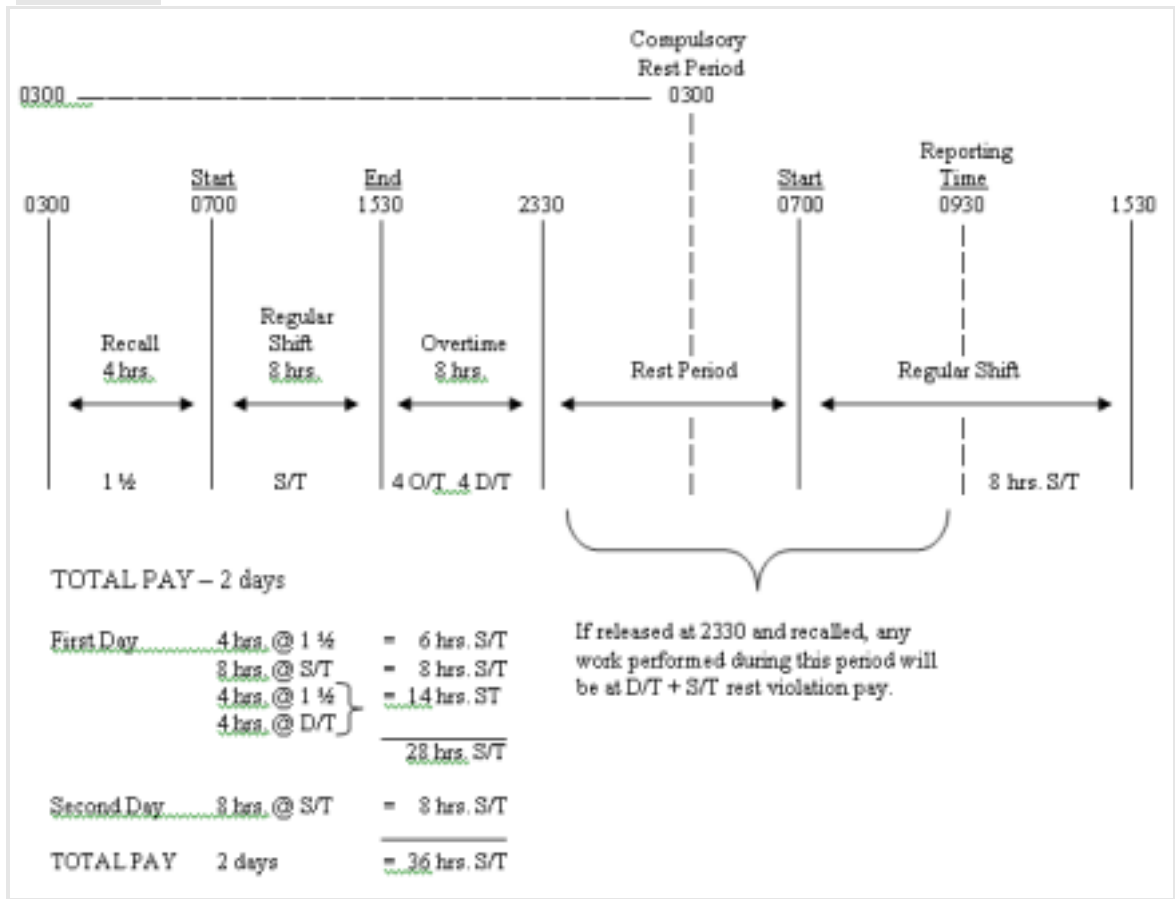 Compulsory
Rest Period
0300 0300
Reporting
Start End Start Time
0300 0700 1530 2330 0700 0930 1530
Regular
Recall Shift Overtime
4 hrs. 8 hrs. 8 hrs. Rest Period Regular Shift
1 ½ S/T 4 O/T 4 D/T 8 hrs. S/T
TOTAL PAY – 2 days
First Day 4 hrs. @ 1 ½ = 6 hrs. S/T
8 hrs. @ S/T = 8 hrs. S/T
4 hrs. @ 1 ½ = 14 hrs. ST
4 hrs. @ D/T
28 hrs. S/T
Second Day 8 hrs. @ S/T = 8 hrs. S/T
TOTAL PAY 2 days = 36 hrs. S/T
If released at 2330 and recalled, any
work performed during this period will
be at D/T + S/T rest violation pay.